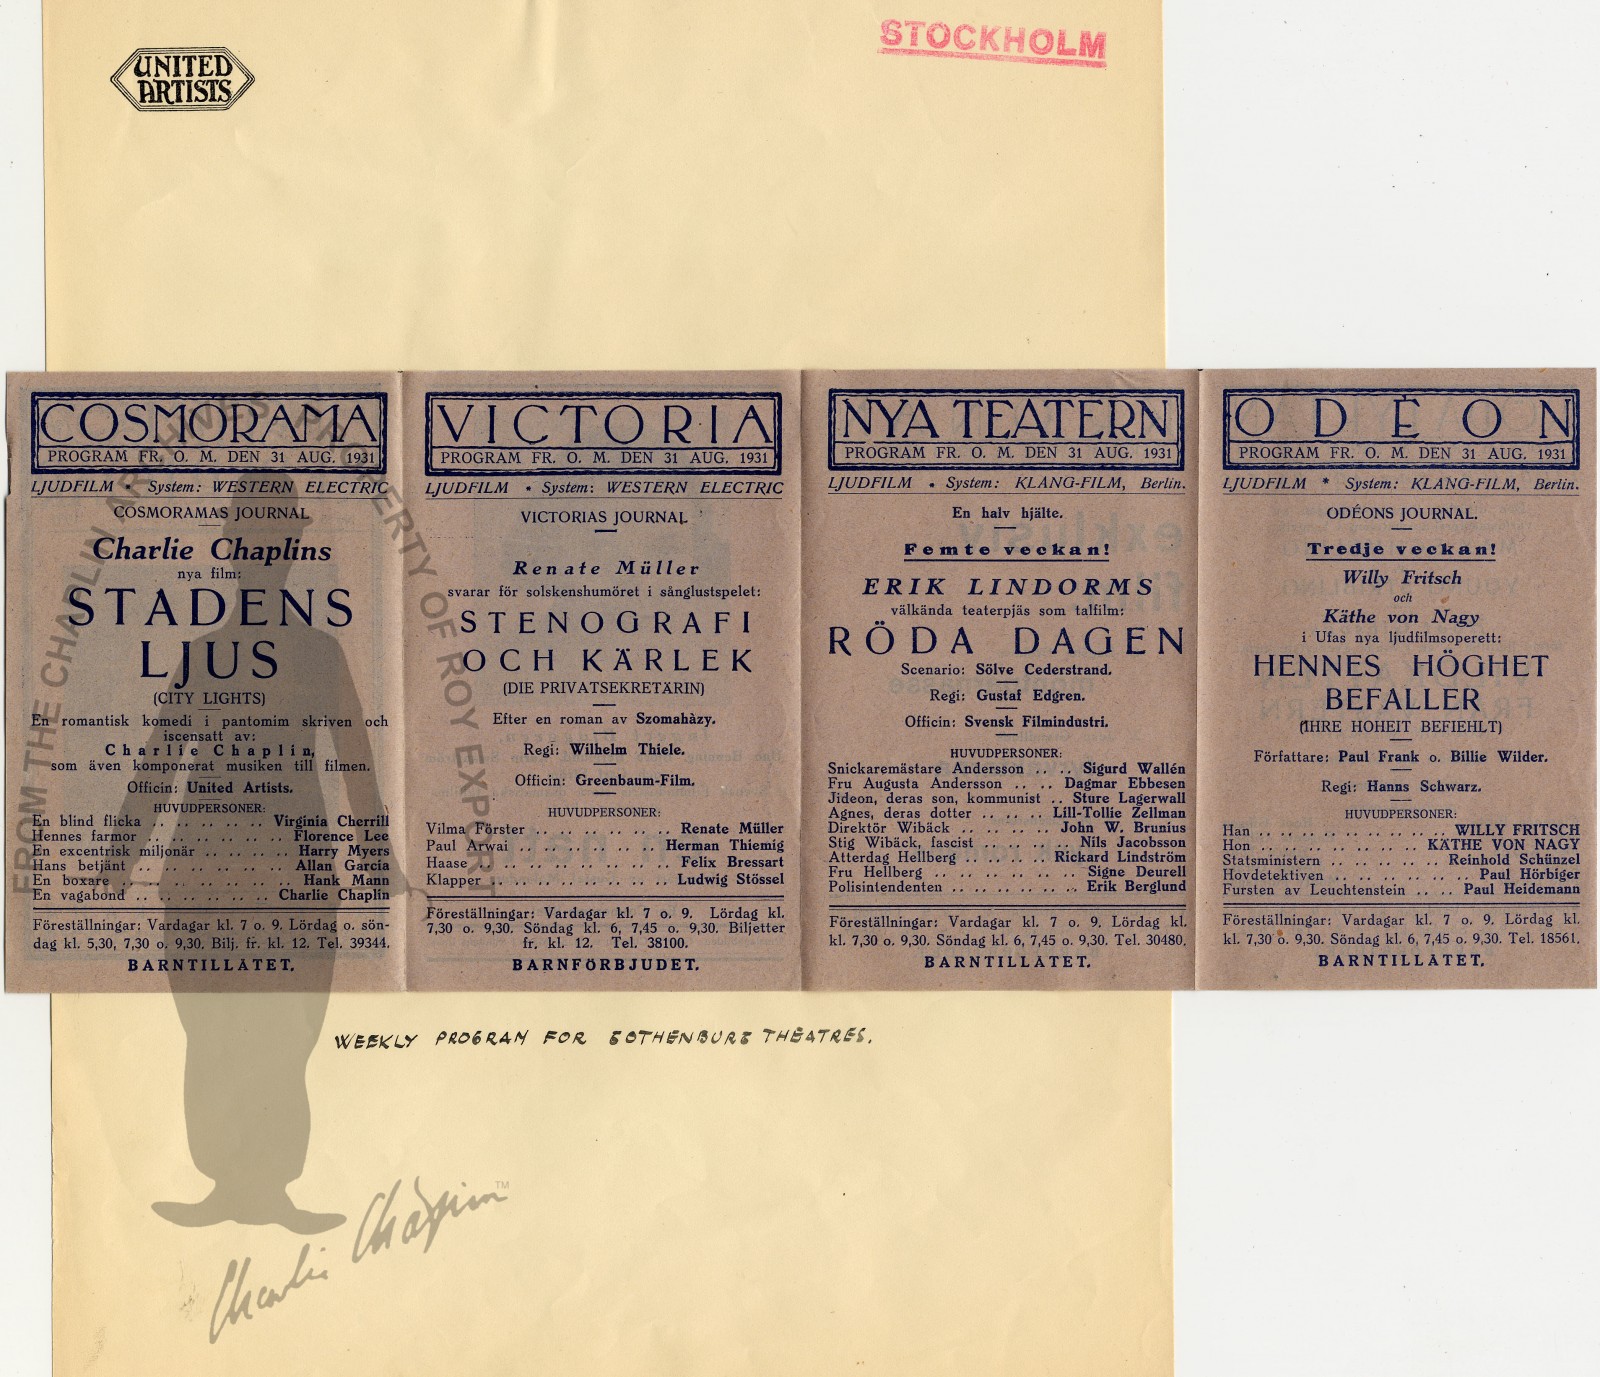 UNITED
ARTISTS
STOCKHOLM
COSMORAMA
PROGRAM FR. O. M. DEN 31 AUG. 1931
LJUDFILM * System: WESTERN ELECTRIC
COSMORAMAS JOURNAL
Charlie Chaplins
nya film:
STADENS
LJUS
(CITY LIGHTS)
En romantisk komedi i pantomim skriven och
iscensatt av:
Charlie Chaplin,
som även komponerat musiken till filmen.
Officin: United Artists.
HUVUDPERSONER:
En blind flicka .. .. .. .. .. .. Virginia Cherrill
Hennes farmor .. .. .. .. .. .. Florence Lee
En excentrisk miljonär .. .. .. .. Harry Myers
Hans betjänt .. .. .. .. .. .. Allan Garcia
En boxare .. .. .. .. .. .. .. Hank Mann
En vagabond .. .. .. .. .. .. Charlie Chaplin
Föreställningar: Vardagar kl. 7 o. 9. Lördag o. sön-
dag kl. 5,30, 7,30 o. 9,30. Bilj. fr. kl. 12. Tel. 39344.
BARNTILLÅTET.
VICTORIA
PROGRAM FR. O. M. DEN 31 AUG. 1931
LJUDFILM * System: WESTERN ELECTRIC
VICTORIAS JOURNAL
Renate Müller
svarar för solskenshumöret i sånglustspelet:
STENOGRAFI
OCH KÄRLEK
(DIE PRIVATSEKRETÄRIN)
Efter en roman av Szomahàzy.
Regi: Wilhelm Thiele.
Officin: Greenbaum-Film.
HUVUDPERSONER:
Vilma Förster .. .. .. .. .. .. Renate Müller
Paul Arwai .. .. .. .. .. .. Herman Thiemig
Haase .. .. .. .. .. .. .. Felix Bressart
Klapper .. .. .. .. .. .. .. Ludwig Stössel
Föreställningar: Vardagar kl. 7 o. 9. Lördag kl.
7,30 o. 9,30. Söndag kl. 6, 7,45 o. 9,30. Biljetter
fr. kl. 12. Tel. 38100.
BARNFÖRBJUDET.
NYA TEATERN
PROGRAM FR. O. M. DEN 31 AUG. 1931
LJUDFILM * System: KLANG-FILM, Berlin.
En halv hjälte.
Femte veckan!
ERIK LINDORMS
välkända teaterpjäs som talfilm:
RÖDA DAGEN
Scenario: Sölve Cederstrand.
Regi: Gustaf Edgren.
Officin: Svensk Filmindustri.
HUVUDPERSONER:
Snickaremästare Andersson .. .. Sigurd Wallén
Fru Augusta Andersson .. .. Dagmar Ebbesen
Jideon, deras son, kommunist .. Sture Lagerwall
Agnes, deras dotter .. .. .. Lill-Tollie Zellman
Direktör Wibäck .. .. .. .. John W. Brunius
Stig Wibäck, fascist .. .. .. Nils Jacobsson
Atterdag Hellberg .. .. .. .. Rickard Lindström
Fru Hellberg .. .. .. .. .. Signe Deurell
Polisintendenten .. .. .. .. .. Erik Berglund
Föreställningar: Vardagar kl. 7 o. 9, Lördag kl.
kl. 7,30 o. 9,30. Söndag kl. 6, 7,45 o. 9,30. Tel. 30480.
BARNTILLÅTET.
ODÉON
PROGRAM FR. O. M. DEN 31 AUG. 1931
LJUDFILM * System: KLANG-FILM, Berlin.
ODÉONS JOURNAL.
Tredje veckan!
Willy Fritsch
och
Käthe von Nagy
i Ufas nya ljudfilmsoperett:
HENNES HÖGHET
BEFALLER
(IHRE HOHEIT BEFIEHLT)
Författare: Paul Frank o. Billie Wilder.
Regi: Hanns Schwarz.
HUVUDPERSONER:
Han .. .. .. .. .. .. .. WILLY FRITSCH
Hon .. .. .. .. .. .. KÄTHE VON NAGY
Statsministern .. .. .. .. Reinhold Schünzel
Hovdetektiven .. .. .. .. .. Paul Hörbiger
Fursten av Leuchtenstein .. .. Paul Heidemann
Föreställningar: Vardagar kl. 7 o. 9. Lördag kl.
kl. 7,30 o. 9,30. Söndag kl. 6, 7,45 o. 9,30. Tel. 18561.
BARNTILLÅTET.
WEEKLY PROGRAM FOR GOTHENBURG THEATRES.
FROM THE CHAPLIN ARCHIVES PROPERTY OF ROY EXPORT
Charlie Chaplin TM